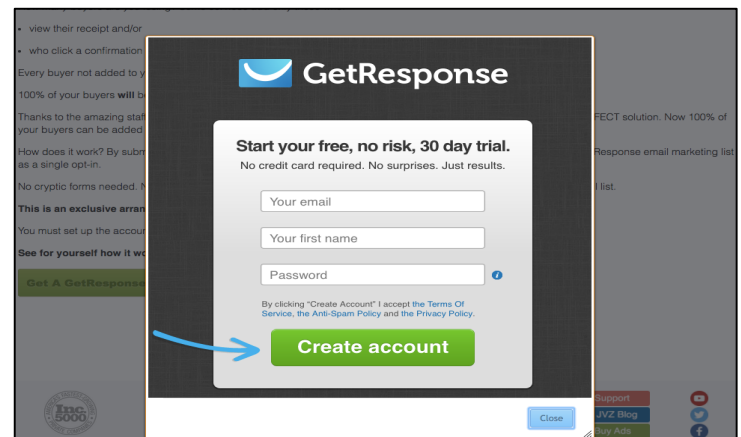 • view their receipt and/or
• who click a confirmation
Every buyer not added to y
100% of your buyers will b
Thanks to the amazing staf
FECT solution. Now 100% of
your buyers can be added
How does it work? By subm
Response email marketing list
as a single opt-in.
No cryptic forms needed. N
l list.
This is an exclusive arran
You must set up the accour
See for yourself how it wo
Get A GetResponse
GetResponse
Start your free, no risk, 30 day trial.
No credit card required. No surprises. Just results.
Your email
Your first name
Password
i
By clicking "Create Account" I accept the Terms Of
Service, the Anti-Spam Policy and the Privacy Policy.
Create account
Close
Inc.
5000
Support
JVZ Blog
Buy Ads